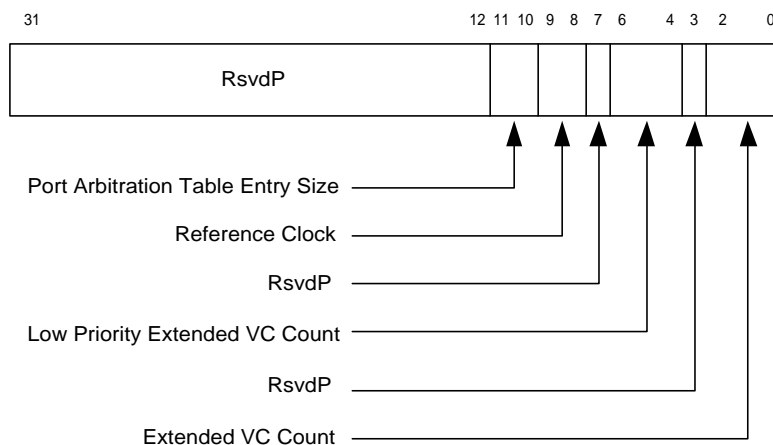 31 12 11 10 9 8 7 6 4 3 2 0
RsvdP
Port Arbitration Table Entry Size
Reference Clock
RsvdP
Low Priority Extended VC Count
RsvdP
Extended VC Count